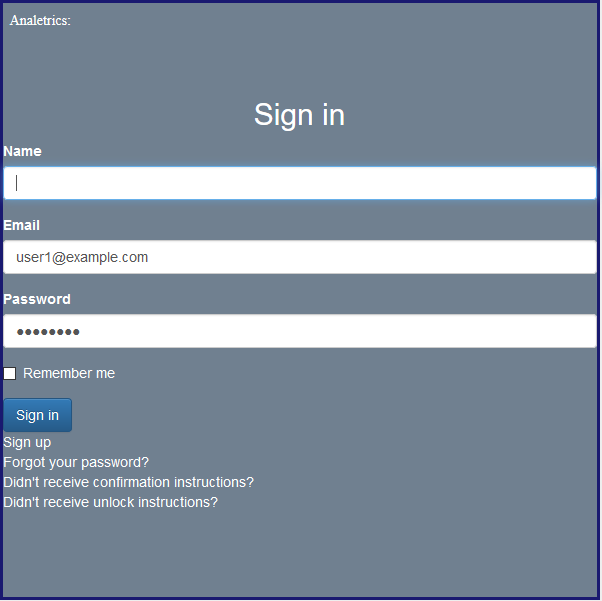 Analetrics:
Sign in
Name
Email
user1@example.com
Password
••••••••
Remember me
Sign in
Sign up
Forgot your password?
Didn't receive confirmation instructions?
Didn't receive unlock instructions?